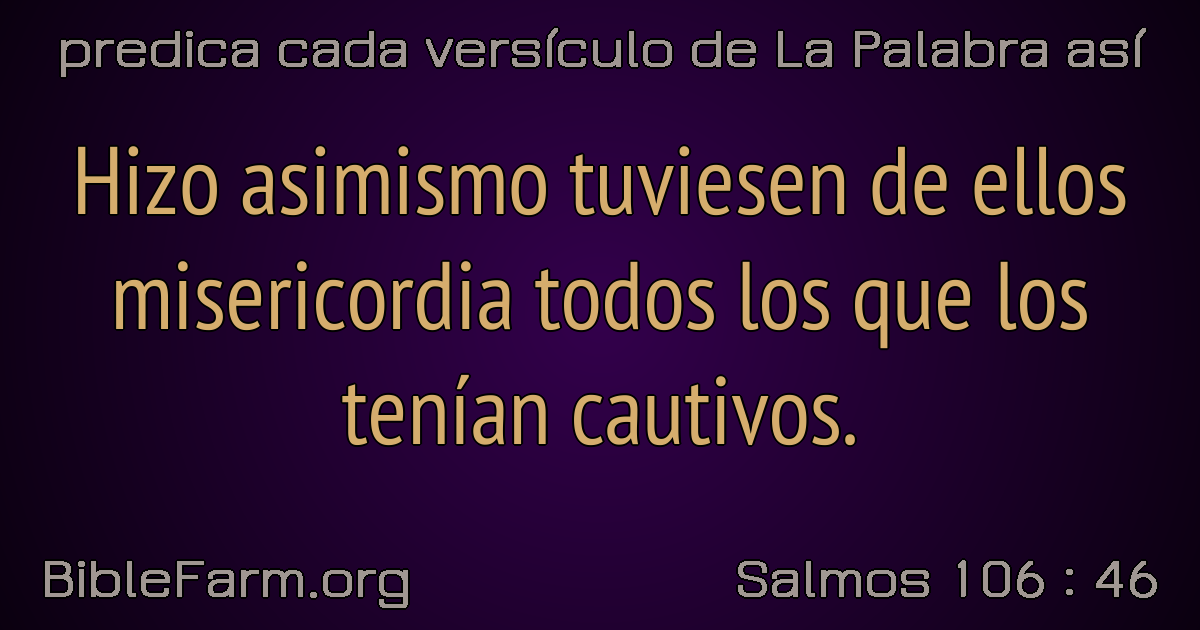 predica cada versículo de La Palabra así
Hizo asimismo tuviesen de ellos
misericordia todos los que los
tenían cautivos.
BibleFarm.org
Salmos 106 : 46